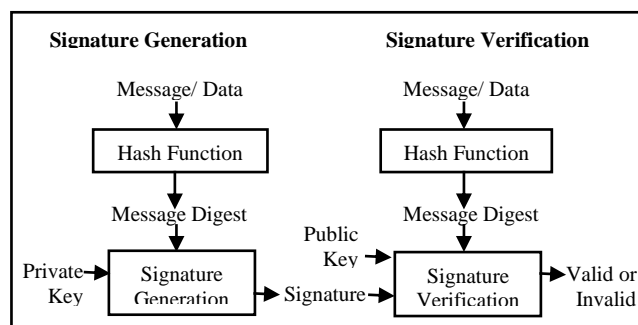 Signature Generation
Message/ Data
Hash Function
Message Digest
Private
Key
Signature
Generation
Signature Verification
Message/ Data
Hash Function
Message Digest
Public
Key
Signature
Signature
Verification
Valid or
Invalid